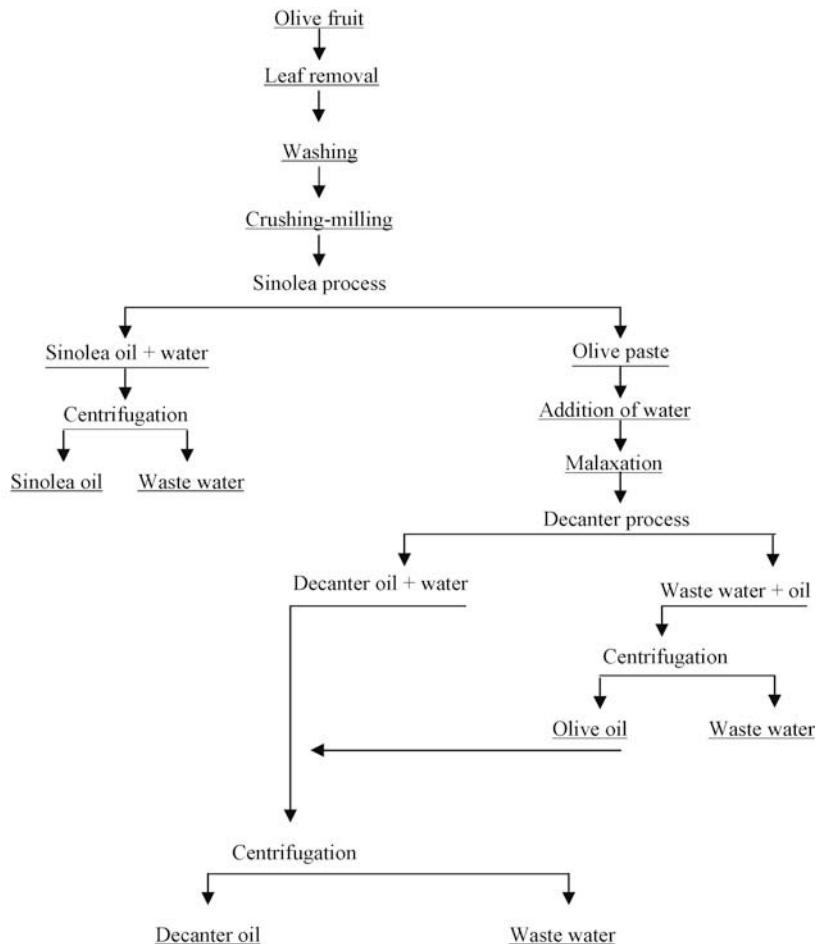 Olive fruit
Leaf removal
Washing
Crushing-milling
Sinolea process
Sinolea oil + water
Olive paste
Centrifugation
Addition of water
Sinolea oil
Waste water
Malaxation
Decanter process
Decanter oil + water
Waste water + oil
Centrifugation
Olive oil
Waste water
Centrifugation
Decanter oil
Waste water